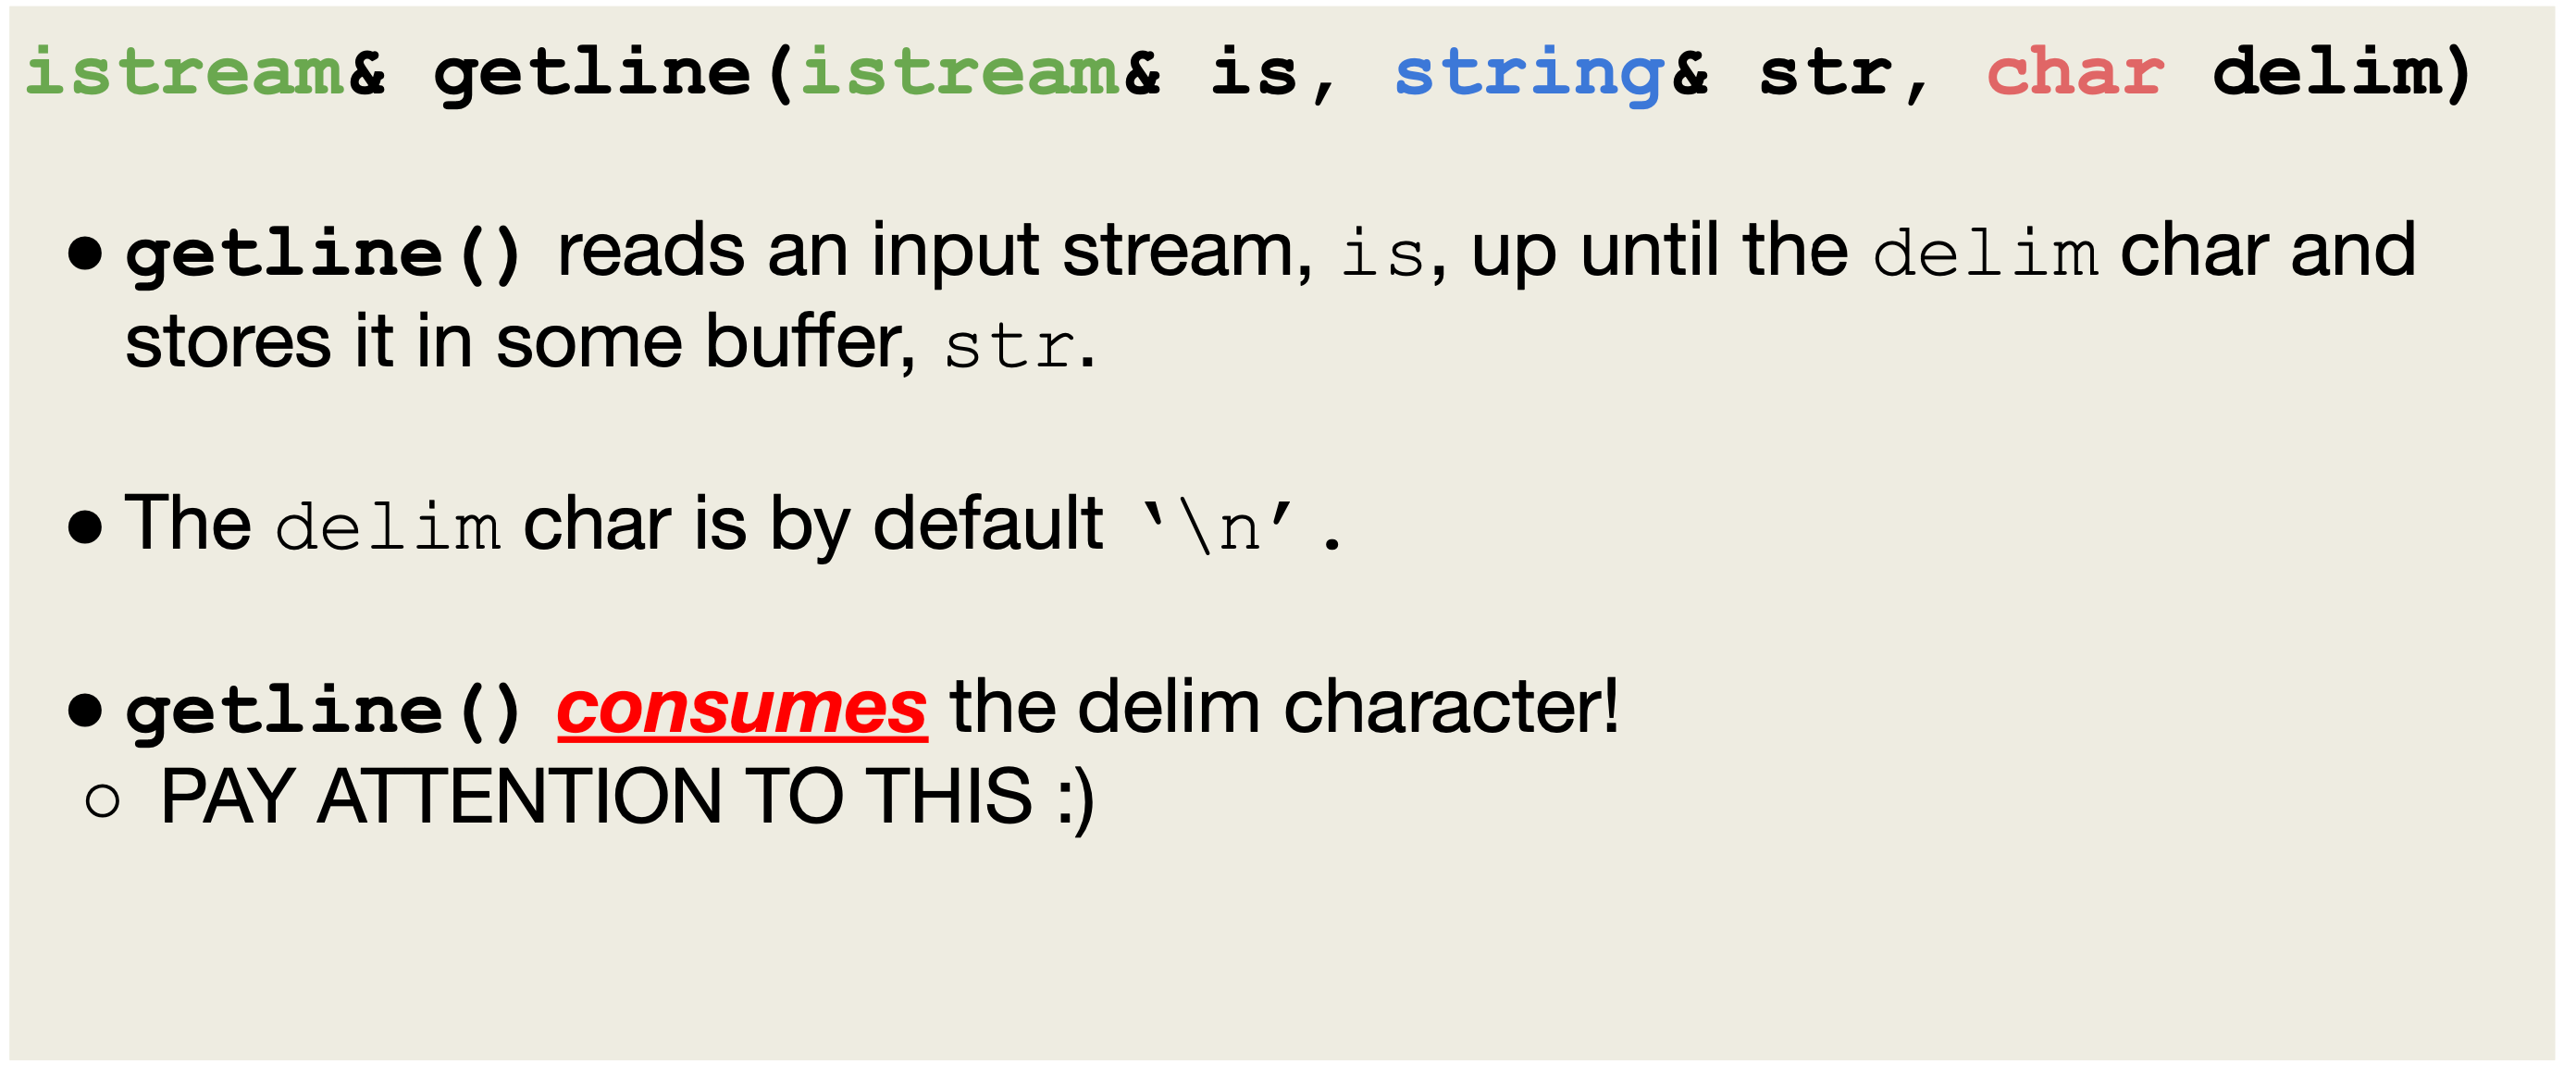 istream& getline(istream& is, string& str, char delim)
● getline() reads an input stream, is, up until the delim char and
stores it in some buffer, str.
● The delim char is by default ‘\n’.
● getline() consumes the delim character!
○ PAY ATTENTION TO THIS :)